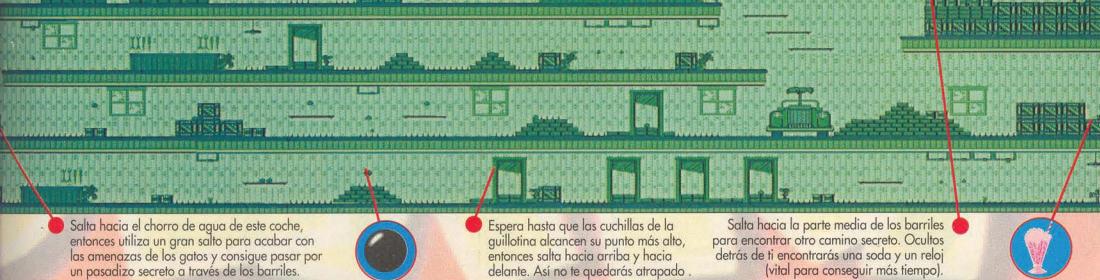 Salta hacia el chorro de agua de este coche,
entonces utiliza un gran salto para acabar con
las amenazas de los gatos y consigue pasar por
un pasadizo secreto a través de los barriles.
Espera hasta que las cuchillas de la
guillotina alcancen su punto más alto,
entonces salta hacia arriba y hacia
delante. Así no te quedarás atrapado .
Salta hacia la parte media de los barriles
para encontrar otro camino secreto. Ocultos
detrás de ti encontrarás una soda y un reloj
(vital para conseguir más tiempo).